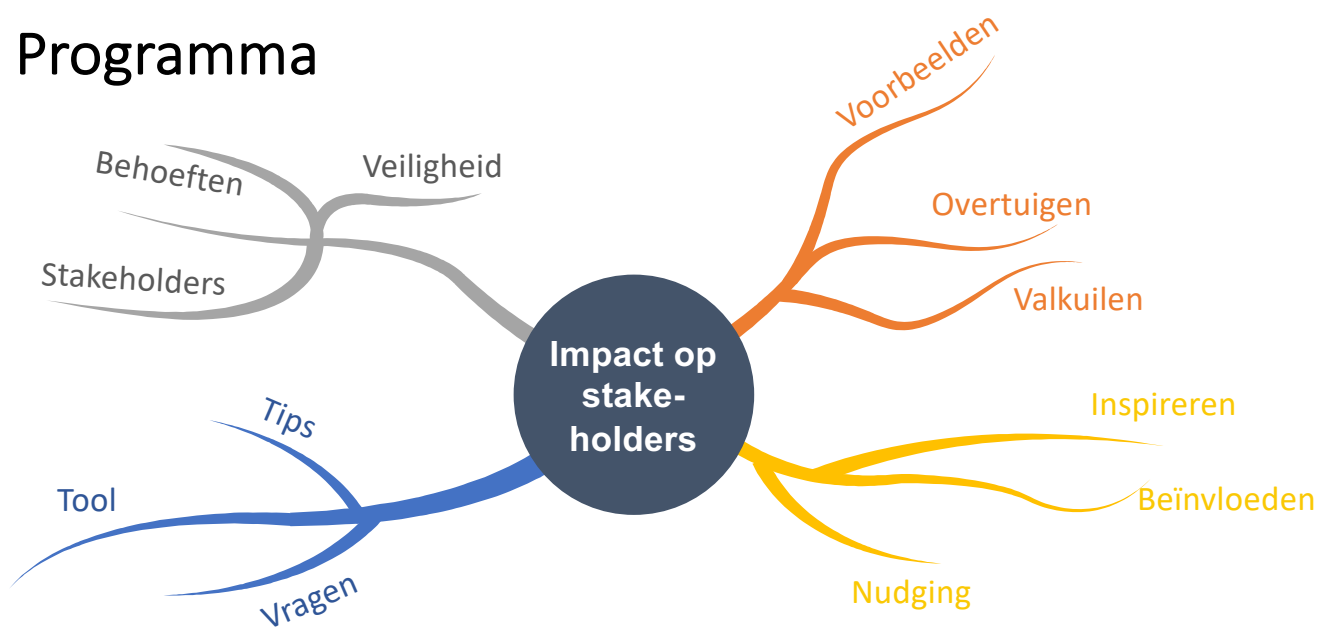 Programma
Voorbeelden
Overtuigen
Valkuilen
Inspireren
Beïnvloeden
Nudging
Impact op
stake-
holders
Veiligheid
Behoeften
Stakeholders
Tips
Tool
Vragen